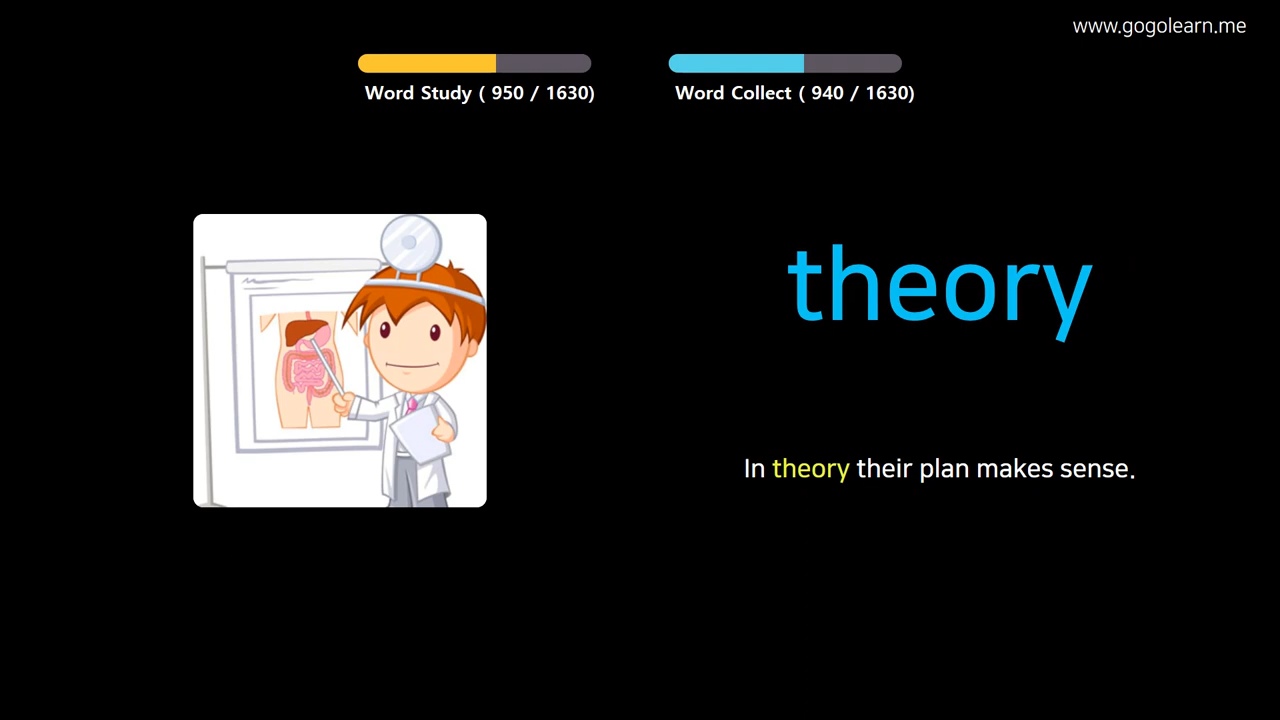 www.gogolearn.me
Word Study ( 950 / 1630)
Word Collect ( 940 / 1630)
theory
In theory their plan makes sense.